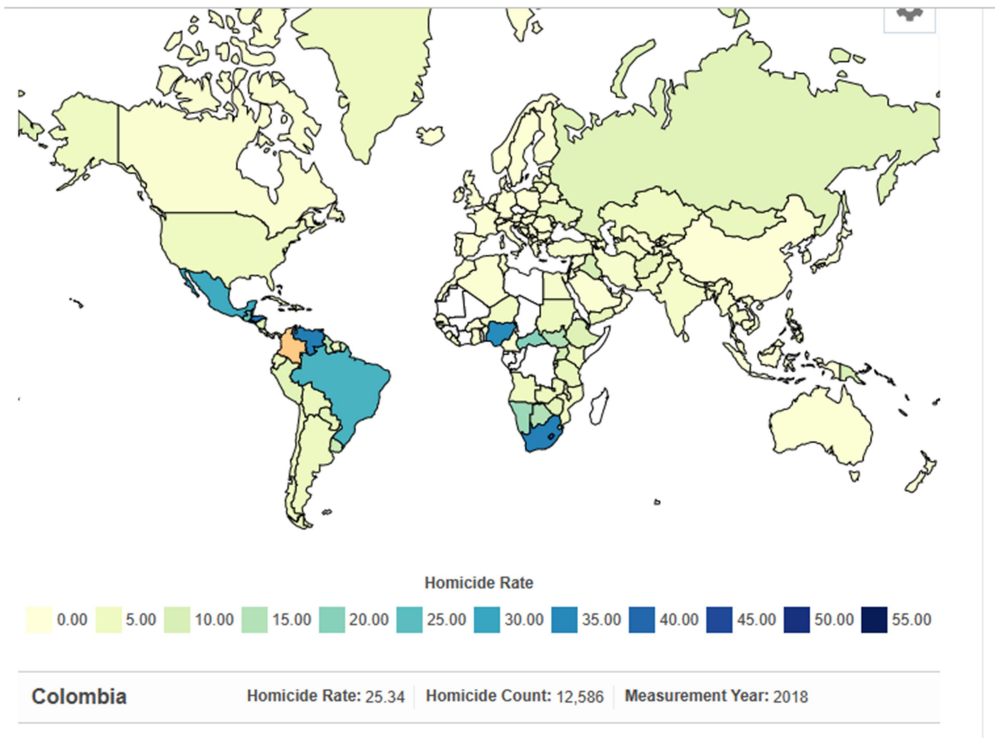 Homicide Rate
0.00 5.00 10.00 15.00 20.00 25.00 30.00 35.00 40.00 45.00 50.00 55.00
Colombia Homicide Rate: 25.34 Homicide Count: 12,586 Measurement Year: 2018